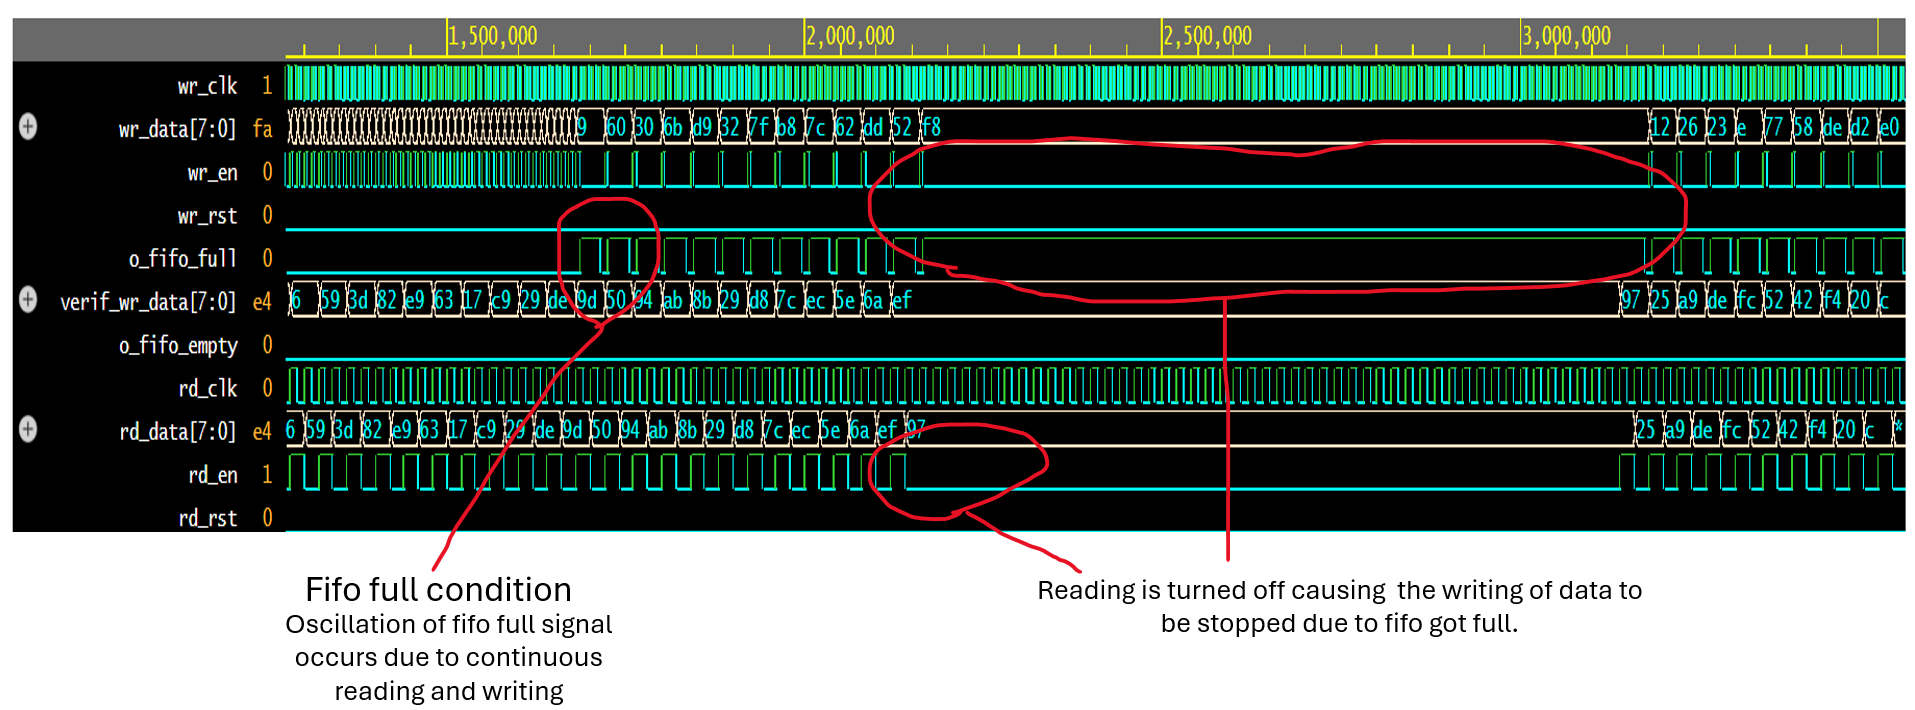 1,500,000 2,000,000 2,500,000 3,000,000
wr_clk 1
wr_data[7:0] fa 9 60 30 6b d9 32 7f b8 7c 62 dd 52 f8 12 26 23 e 77 58 de d2 e0
wr_en 0
wr_rst 0
o_fifo_full 0
verif_wr_data[7:0] e4 6 59 3d 82 e9 63 17 c9 29 de 9d 50 94 ab 8b 29 d8 7c ec 5e 6a ef 97 25 a9 de fc 52 42 f4 20 c
o_fifo_empty 0
rd_clk 0
rd_data[7:0] e4 6 59 3d 82 e9 63 17 c9 29 de 9d 50 94 ab 8b 29 d8 7c ec 5e 6a ef 97 25 a9 de fc 52 42 f4 20 c *
rd_en 1
rd_rst 0
Fifo full condition
Oscillation of fifo full signal
occurs due to continuous
reading and writing
Reading is turned off causing the writing of data to
be stopped due to fifo got full.